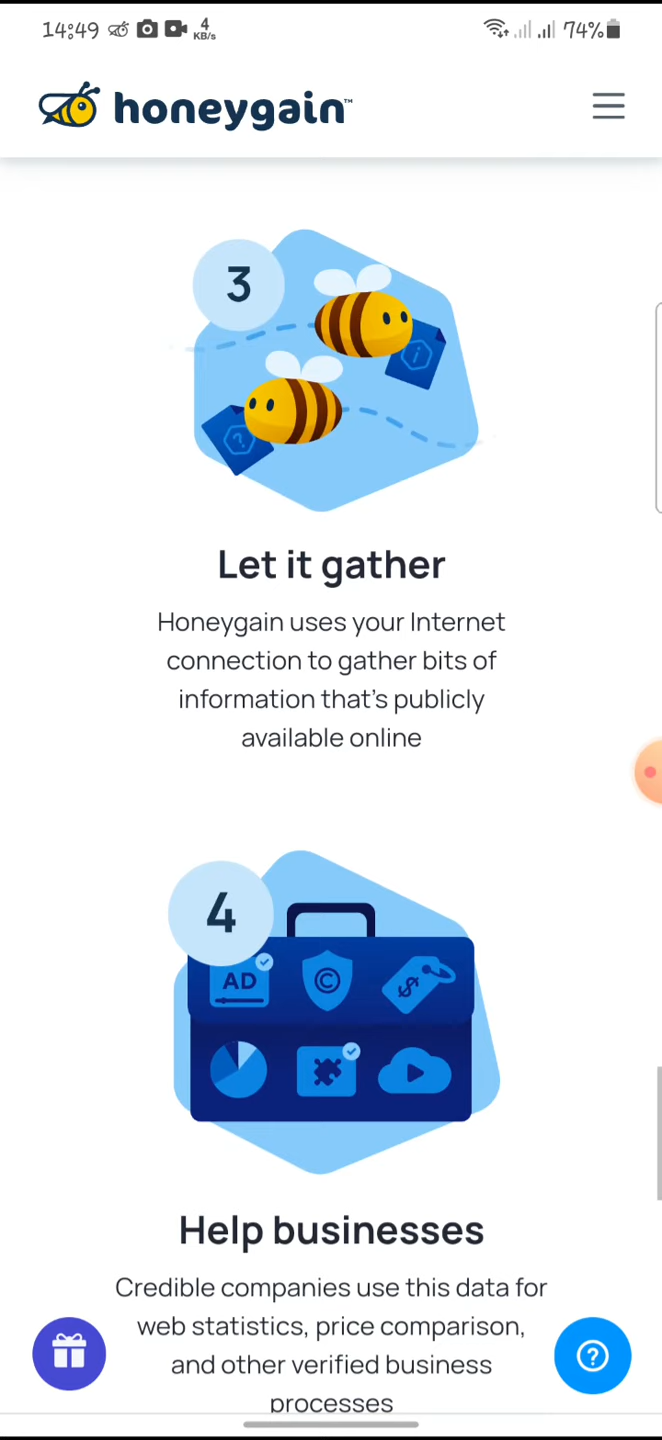 14:49 4 KB/s 74%
honeygain™
3
i
?
Let it gather
Honeygain uses your Internet
connection to gather bits of
information that's publicly
available online
4
AD © $
Help businesses
Credible companies use this data for
web statistics, price comparison,
and other verified business
processes
?